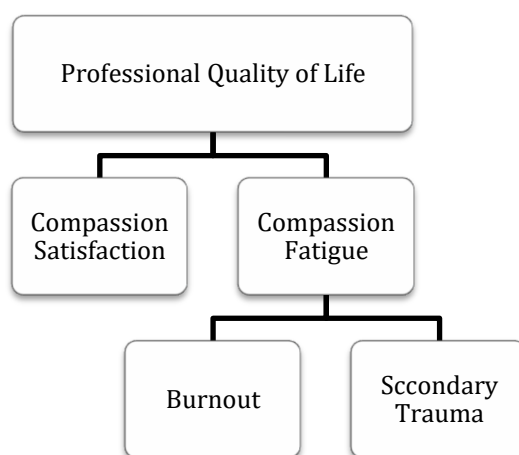 Professional Quality of Life
Compassion
Satisfaction
Compassion
Fatigue
Burnout
Sccondary
Trauma